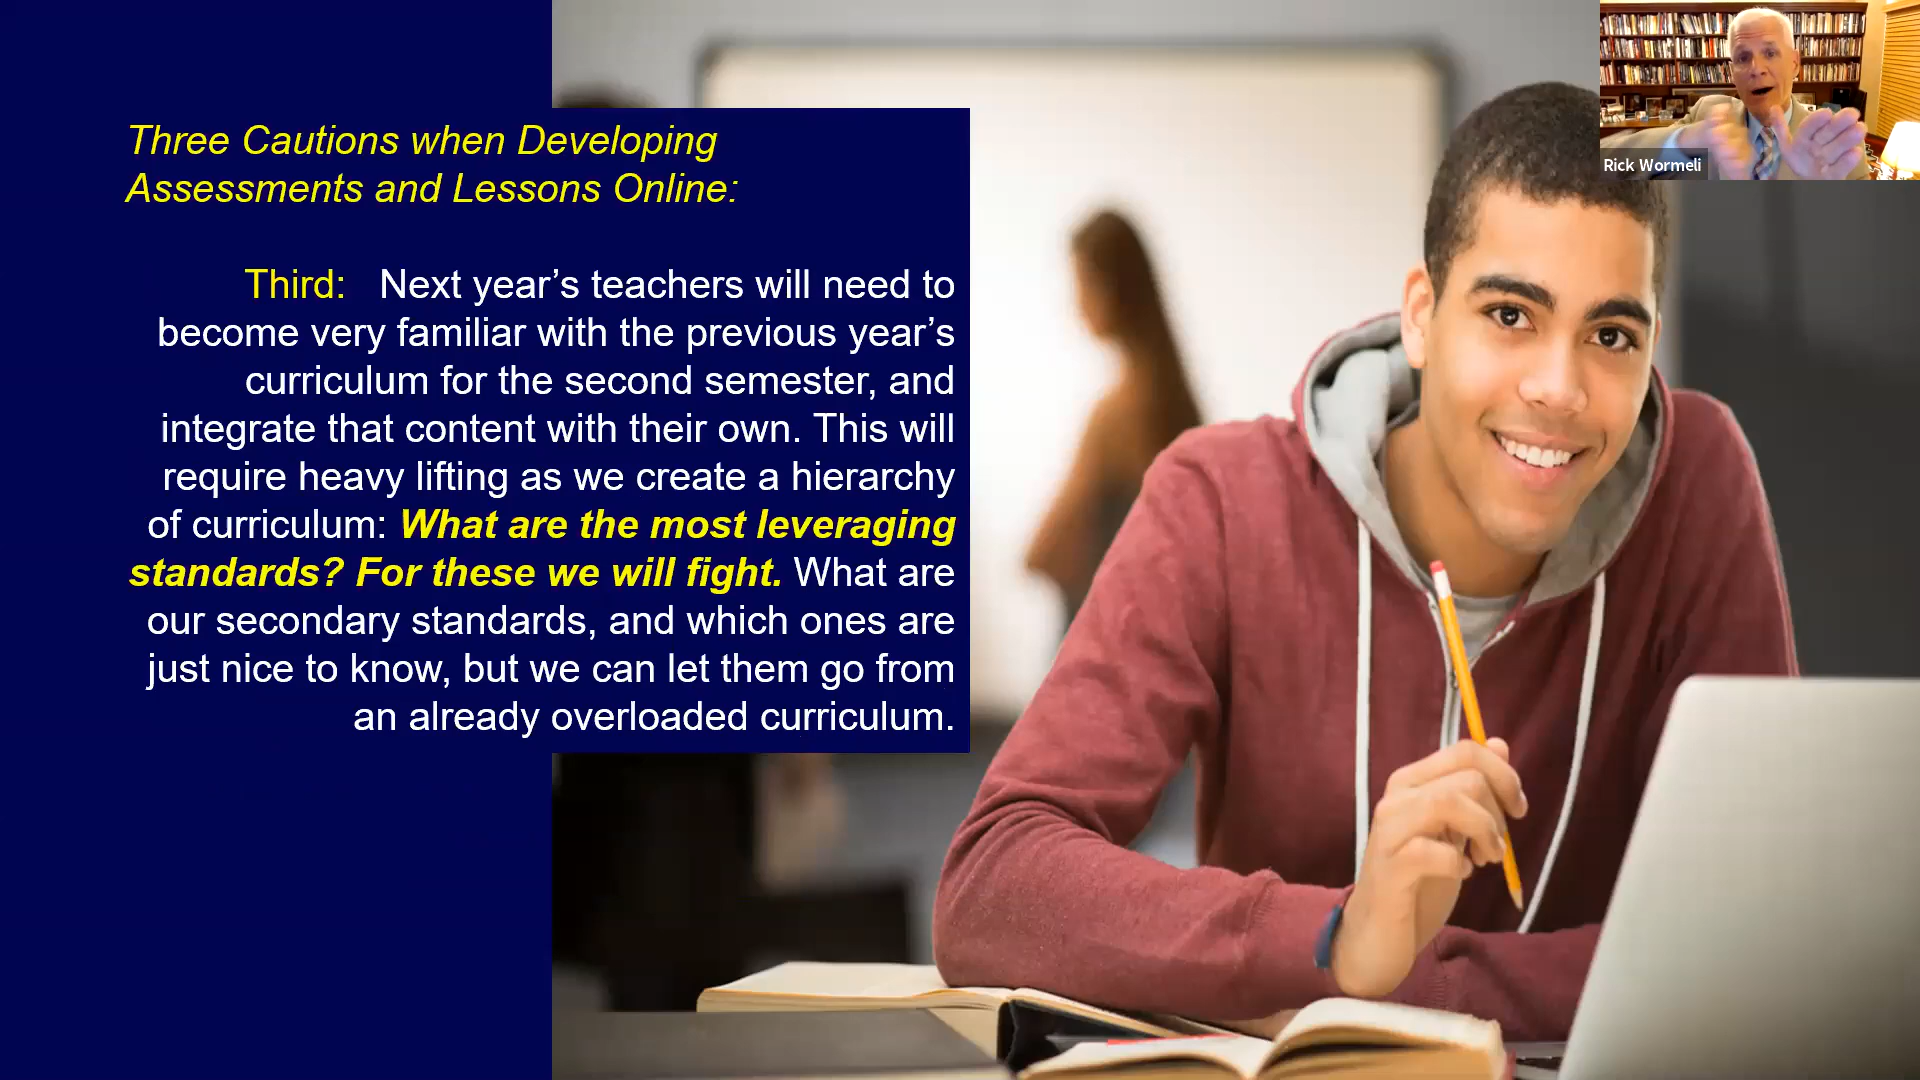 Three Cautions when Developing
Assessments and Lessons Online:
Third: Next year’s teachers will need to
become very familiar with the previous year’s
curriculum for the second semester, and
integrate that content with their own. This will
require heavy lifting as we create a hierarchy
of curriculum: What are the most leveraging
standards? For these we will fight. What are
our secondary standards, and which ones are
just nice to know, but we can let them go from
an already overloaded curriculum.
Rick Wormeli